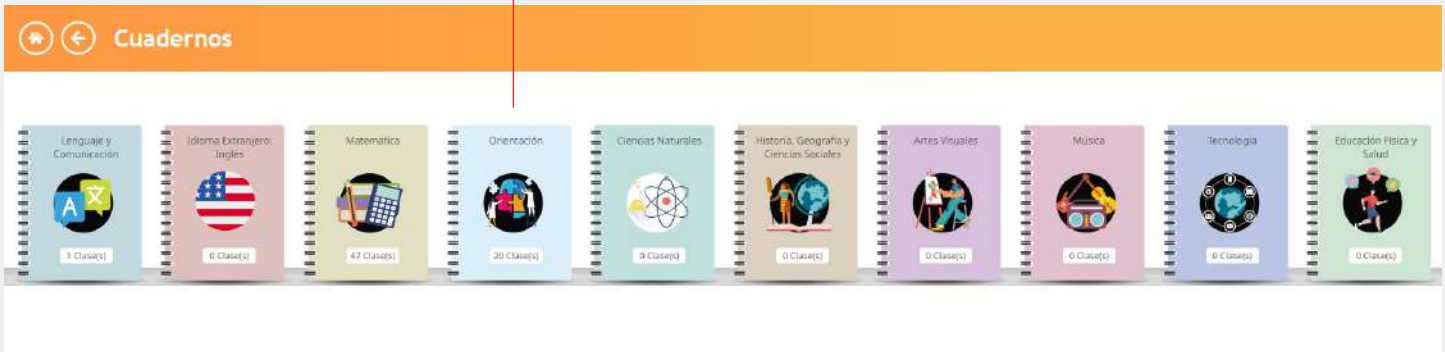 Cuadernos
Lenguaje y
Comunicación
1 Clase(s)
Idioma Extranjero:
Inglés
0 Clase(s)
Matemática
47 Clase(s)
Orientación
20 Clase(s)
Ciencias Naturales
0 Clase(s)
Historia, Geografía y
Ciencias Sociales
0 Clase(s)
Artes Visuales
0 Clase(s)
Música
0 Clase(s)
Tecnología
0 Clase(s)
Educación Física y
Salud
0 Clase(s)